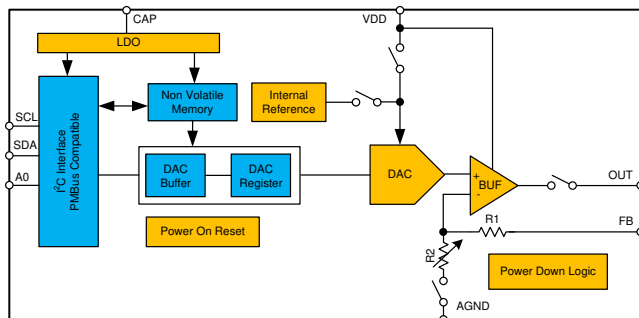 CAP
VDD
LDO
Non Volatile
Memory
Internal
Reference
SCL
SDA
A0
I²C Interface
PMBus Compatible
DAC
Buffer
DAC
Register
DAC
+
BUF
-
OUT
R1
FB
R2
Power On Reset
Power Down Logic
AGND